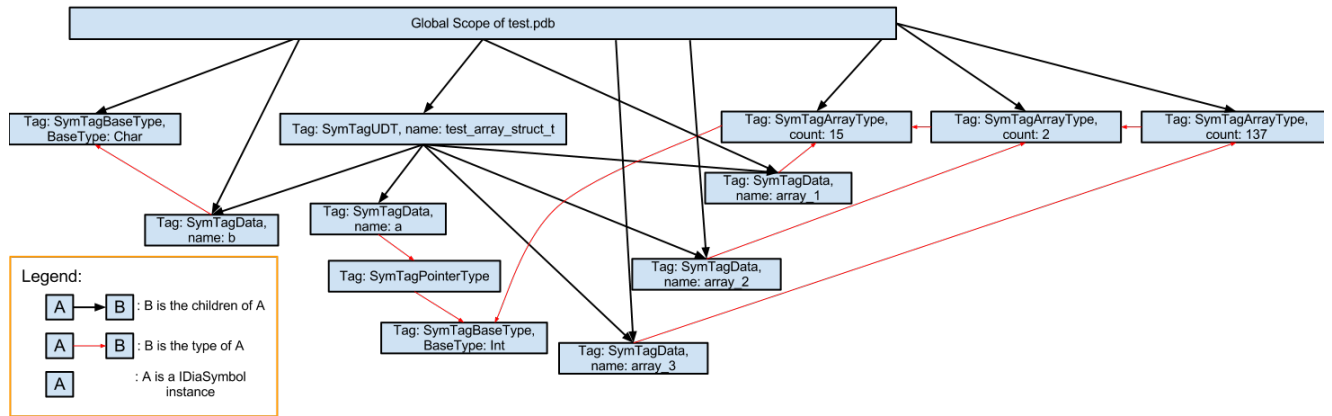 Global Scope of test.pdb
Tag: SymTagBaseType,
BaseType: Char
Tag: SymTagUDT, name: test_array_struct_t
Tag: SymTagArrayType,
count: 15
Tag: SymTagArrayType,
count: 2
Tag: SymTagArrayType,
count: 137
Tag: SymTagData,
name: array_1
Tag: SymTagData,
name: b
Tag: SymTagData,
name: a
Tag: SymTagPointerType
Tag: SymTagData,
name: array_2
Tag: SymTagBaseType,
BaseType: Int
Tag: SymTagData,
name: array_3
Legend:
A B : B is the children of A
A B : B is the type of A
A : A is a IDiaSymbol
instance